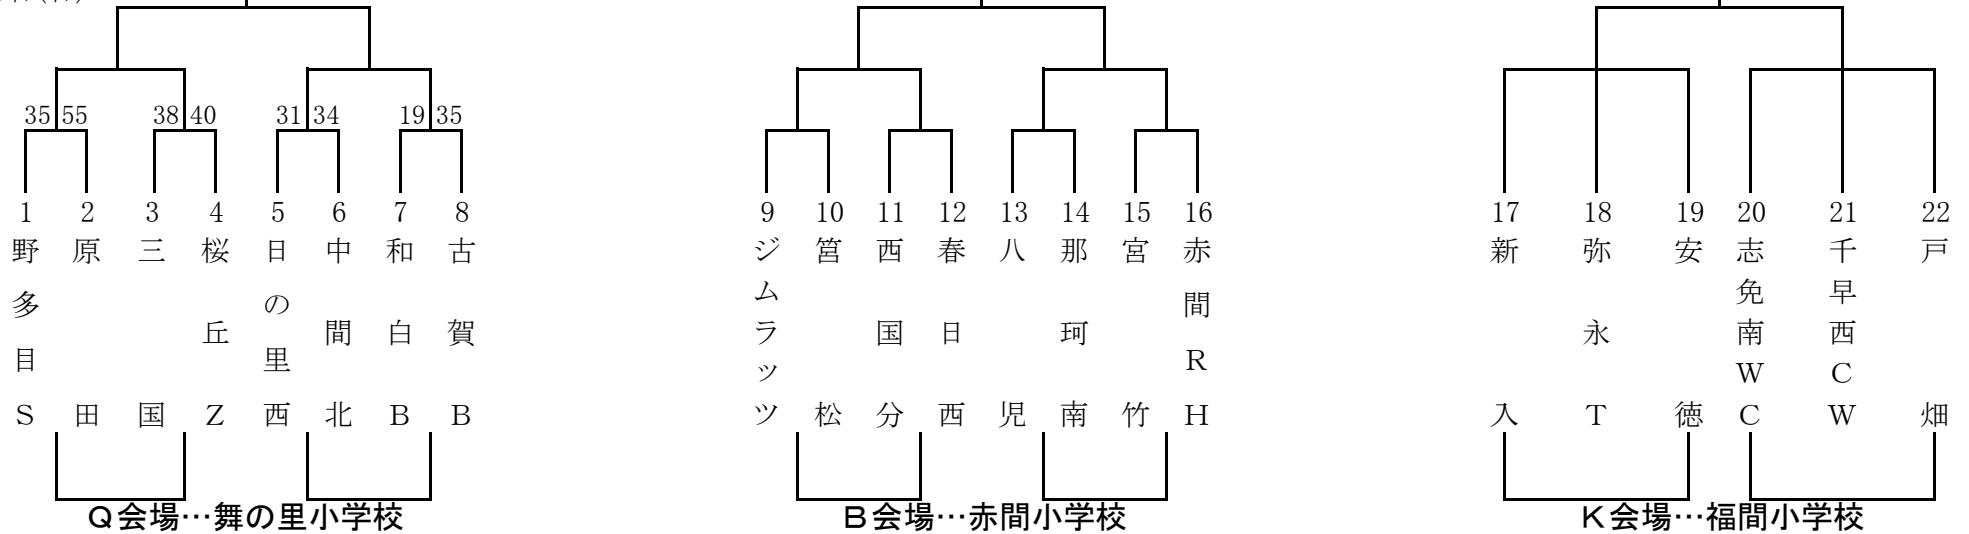 35 55 38 40 31 34 19 35
1 2 3 4 5 6 7 8 9 10 11 12 13 14 15 16 17 18 19 20 21 22
野多目S
原田
三国
桜丘Z
日の里西
中間北
和白B
古賀B
ジムラッツ
筥松
西国分
春日西
八児
那珂南
宮竹
赤間RH
新入
弥永T
安徳
志免南WC
千早西CW
戸畑
Q会場…舞の里小学校
B会場…赤間小学校
K会場…福間小学校